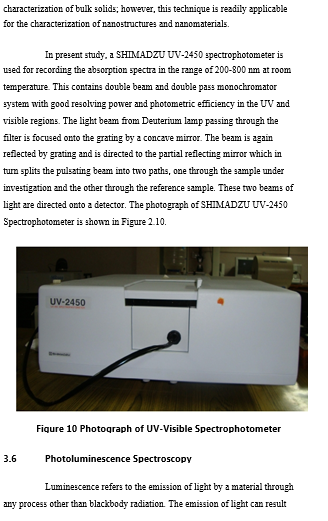 characterization of bulk solids; however, this technique is readily applicable
for the characterization of nanostructures and nanomaterials.
In present study, a SHIMADZU UV-2450 spectrophotometer is
used for recording the absorption spectra in the range of 200-800 nm at room
temperature. This contains double beam and double pass monochromator
system with good resolving power and photometric efficiency in the UV and
visible regions. The light beam from Deuterium lamp passing through the
filter is focused onto the grating by a concave mirror. The beam is again
reflected by grating and is directed to the partial reflecting mirror which in
turn splits the pulsating beam into two paths, one through the sample under
investigation and the other through the reference sample. These two beams of
light are directed onto a detector. The photograph of SHIMADZU UV-2450
Spectrophotometer is shown in Figure 2.10.
UV-2450
Figure 10 Photograph of UV-Visible Spectrophotometer
3.6 Photoluminescence Spectroscopy
Luminescence refers to the emission of light by a material through
any process other than blackbody radiation. The emission of light can result